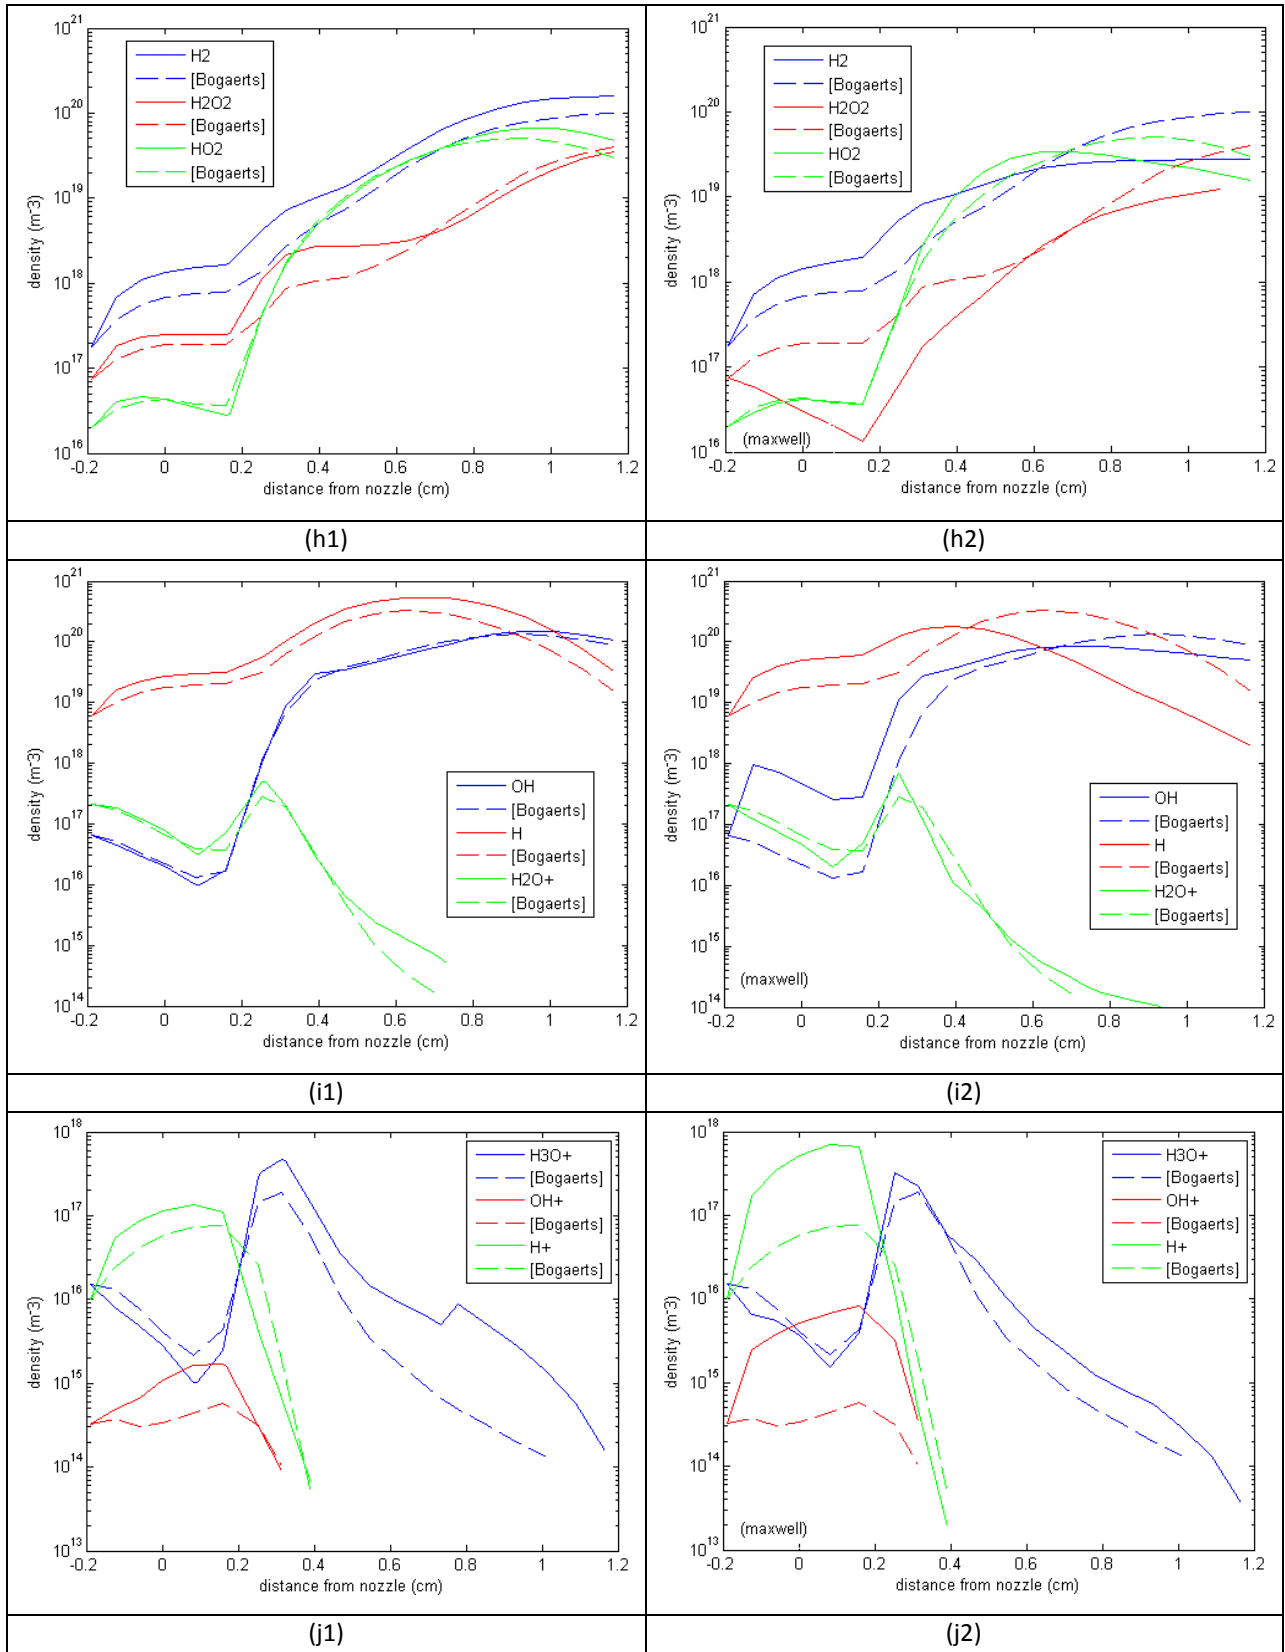 10^21
10^20
10^19
10^18
10^17
10^16
density (m^-3)
H2
[Bogaerts]
H2O2
[Bogaerts]
HO2
[Bogaerts]
-0.2 0 0.2 0.4 0.6 0.8 1 1.2
distance from nozzle (cm)
(h1)
10^21
10^20
10^19
10^18
10^17
10^16
density (m^-3)
H2
[Bogaerts]
H2O2
[Bogaerts]
HO2
[Bogaerts]
(maxwell)
-0.2 0 0.2 0.4 0.6 0.8 1 1.2
distance from nozzle (cm)
(h2)
10^21
10^20
10^19
10^18
10^17
10^16
10^15
10^14
density (m^-3)
OH
[Bogaerts]
H
[Bogaerts]
H2O+
[Bogaerts]
-0.2 0 0.2 0.4 0.6 0.8 1 1.2
distance from nozzle (cm)
(i1)
10^21
10^20
10^19
10^18
10^17
10^16
10^15
10^14
density (m^-3)
OH
[Bogaerts]
H
[Bogaerts]
H2O+
[Bogaerts]
(maxwell)
-0.2 0 0.2 0.4 0.6 0.8 1 1.2
distance from nozzle (cm)
(i2)
10^18
10^17
10^16
10^15
10^14
10^13
density (m^-3)
H3O+
[Bogaerts]
OH+
[Bogaerts]
H+
[Bogaerts]
-0.2 0 0.2 0.4 0.6 0.8 1 1.2
distance from nozzle (cm)
(j1)
10^18
10^17
10^16
10^15
10^14
10^13
density (m^-3)
H3O+
[Bogaerts]
OH+
[Bogaerts]
H+
[Bogaerts]
(maxwell)
-0.2 0 0.2 0.4 0.6 0.8 1 1.2
distance from nozzle (cm)
(j2)